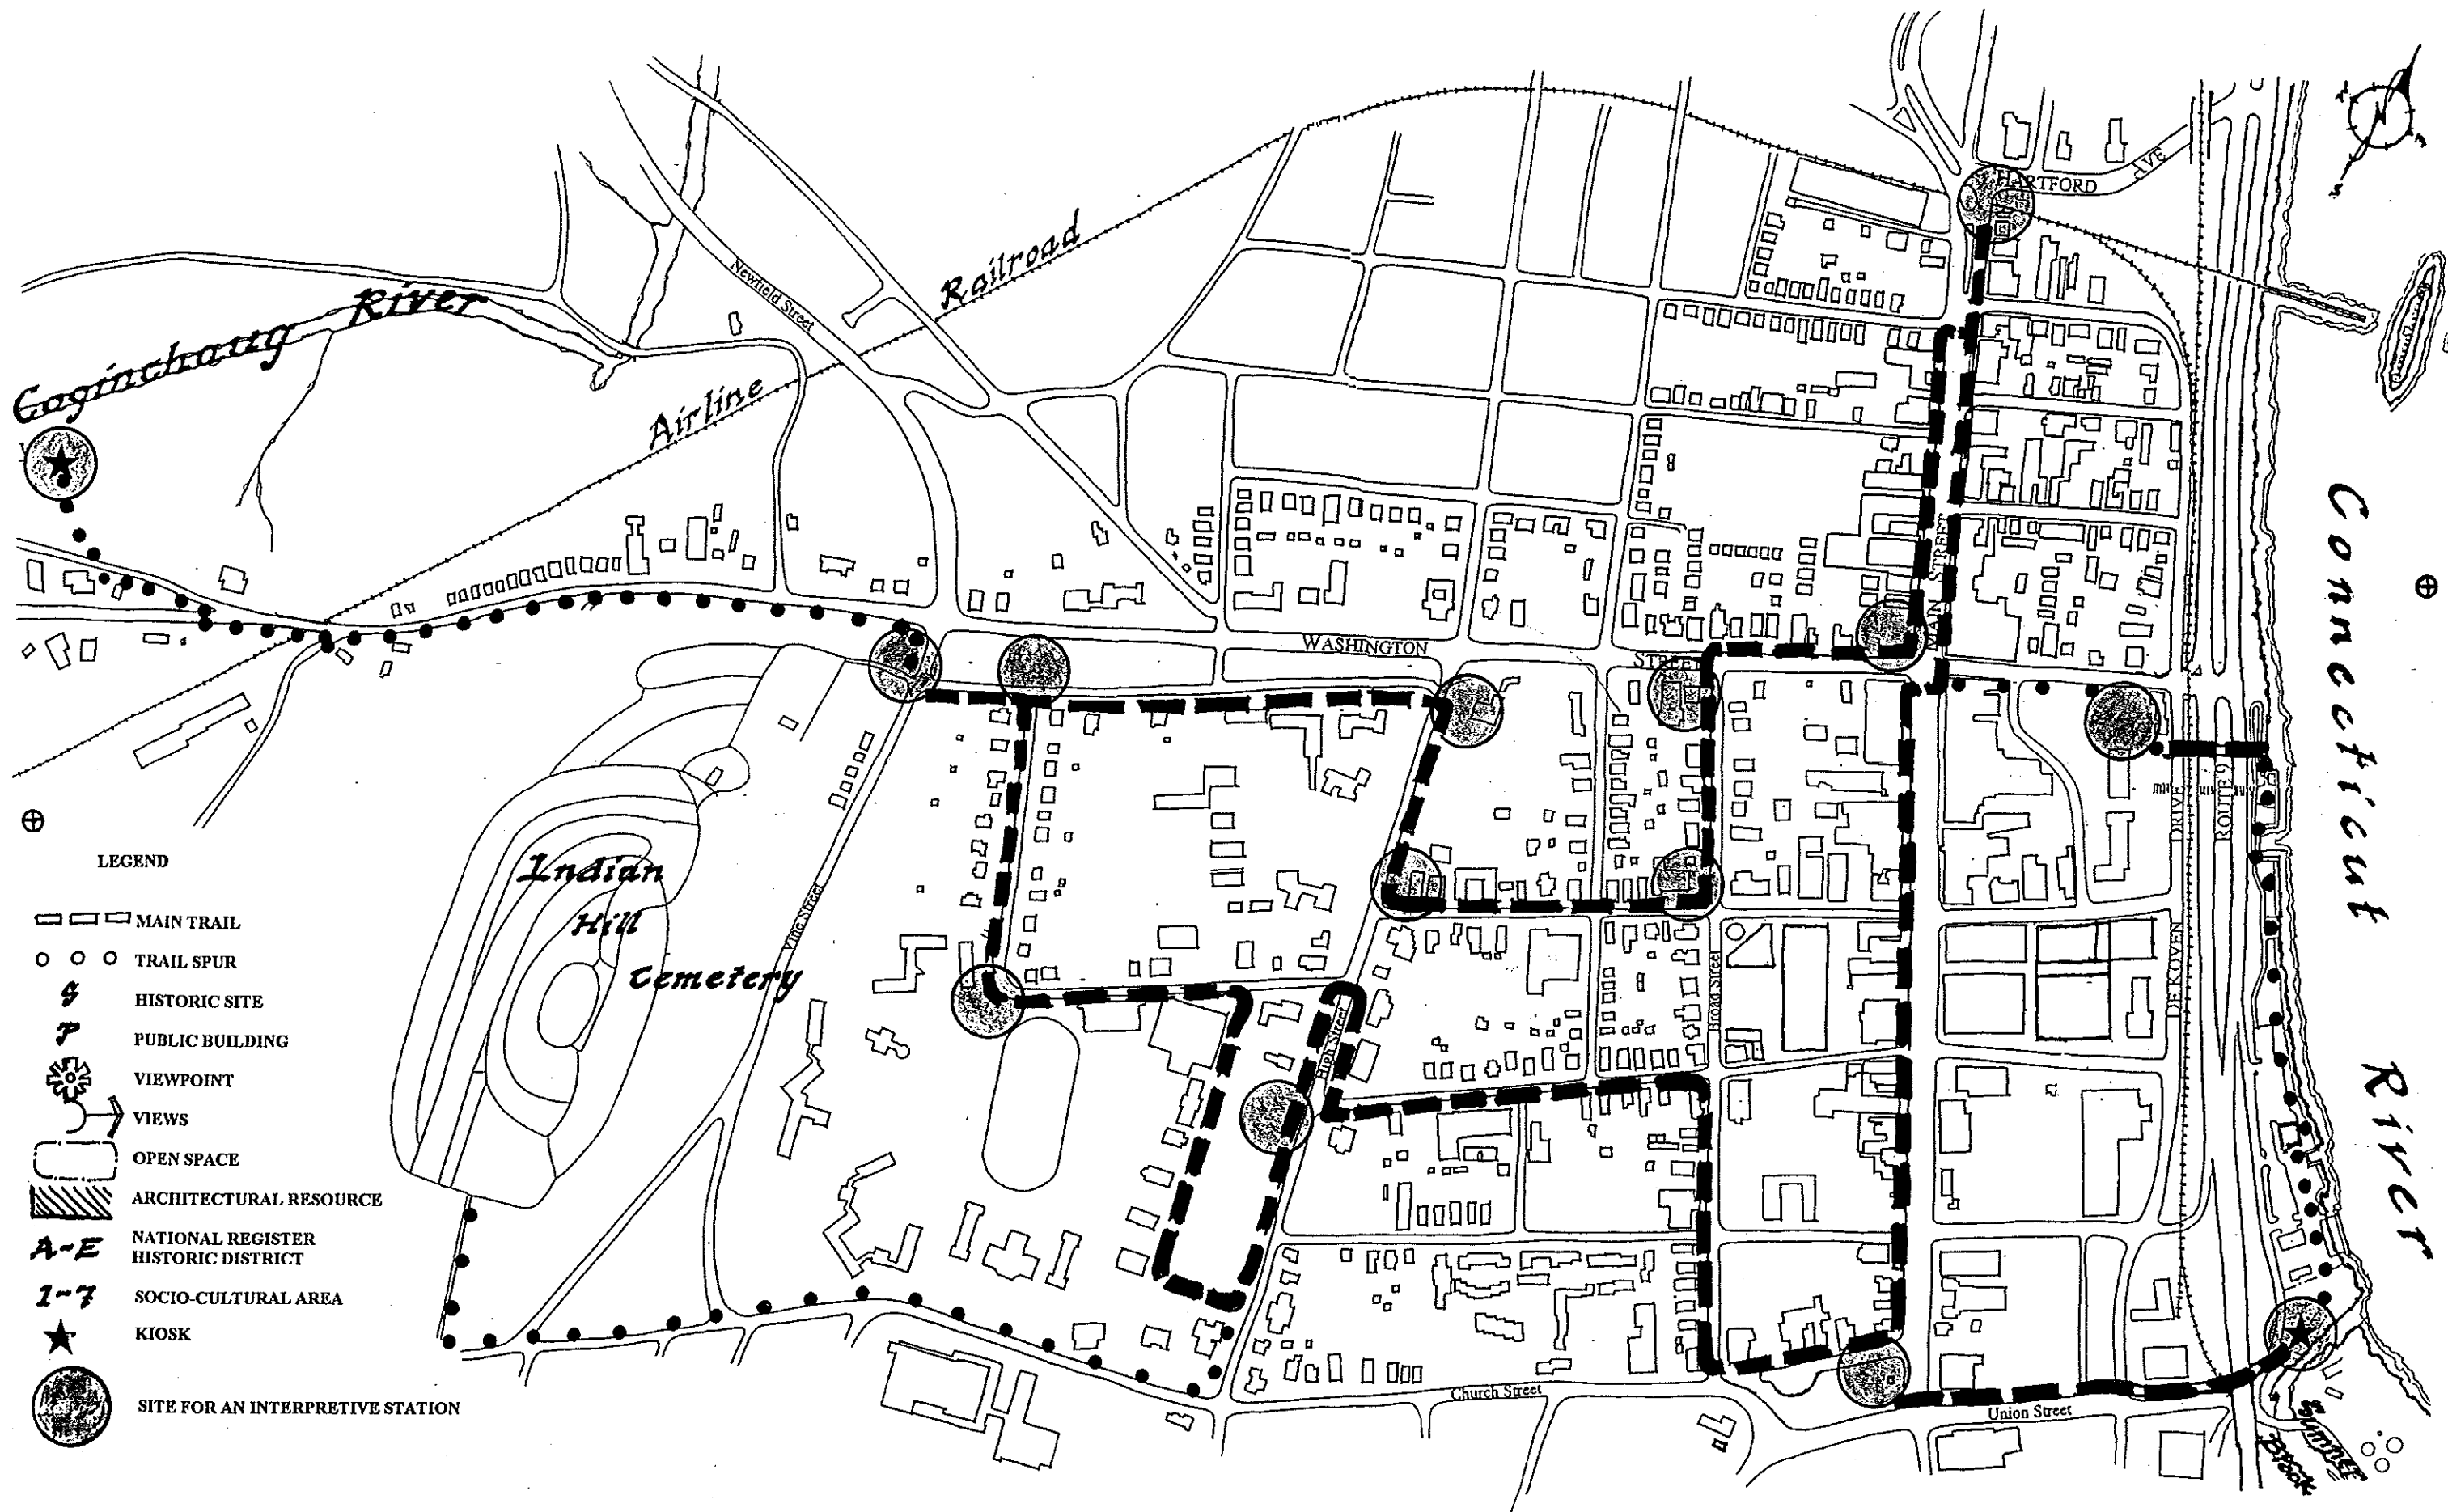 HARTFORD
AVE
Newfield Street
Airline Railroad
Coginchaug River
Connecticut River
WASHINGTON
STREET
MAIN STREET
Indian
Hill
Cemetery
Vine Street
High Street
Broad Street
DE KOVEN DRIVE
ROUTE 9
Church Street
Union Street
Sumner
Brook
LEGEND
MAIN TRAIL
TRAIL SPUR
S HISTORIC SITE
P PUBLIC BUILDING
VIEWPOINT
VIEWS
OPEN SPACE
ARCHITECTURAL RESOURCE
A-E NATIONAL REGISTER
HISTORIC DISTRICT
1-7 SOCIO-CULTURAL AREA
KIOSK
SITE FOR AN INTERPRETIVE STATION